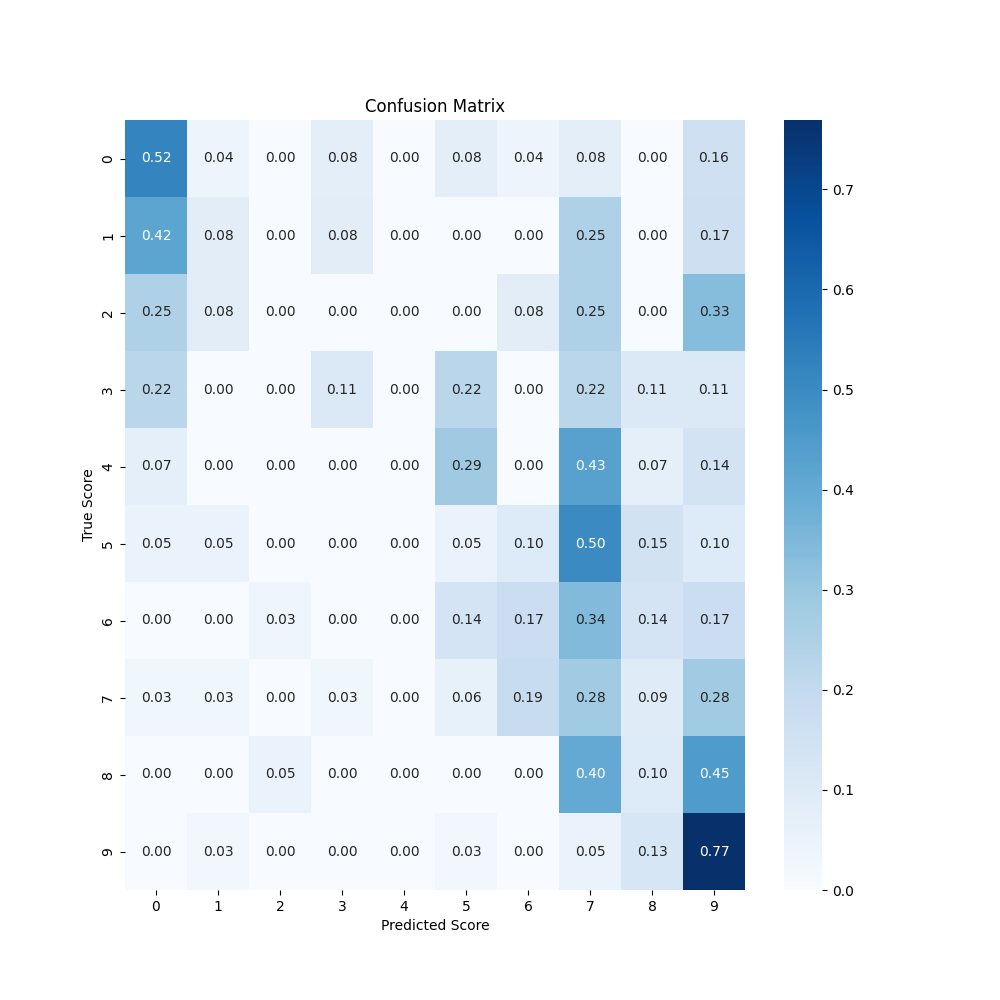 Confusion Matrix
0 0.52 0.04 0.00 0.08 0.00 0.08 0.04 0.08 0.00 0.16
1 0.42 0.08 0.00 0.08 0.00 0.00 0.00 0.25 0.00 0.17
2 0.25 0.08 0.00 0.00 0.00 0.00 0.08 0.25 0.00 0.33
3 0.22 0.00 0.00 0.11 0.00 0.22 0.00 0.22 0.11 0.11
4 0.07 0.00 0.00 0.00 0.00 0.29 0.00 0.43 0.07 0.14
5 0.05 0.05 0.00 0.00 0.00 0.05 0.10 0.50 0.15 0.10
6 0.00 0.00 0.03 0.00 0.00 0.14 0.17 0.34 0.14 0.17
7 0.03 0.03 0.00 0.03 0.00 0.06 0.19 0.28 0.09 0.28
8 0.00 0.00 0.05 0.00 0.00 0.00 0.00 0.40 0.10 0.45
9 0.00 0.03 0.00 0.00 0.00 0.03 0.00 0.05 0.13 0.77
0 1 2 3 4 5 6 7 8 9
Predicted Score
True Score
0.7
0.6
0.5
0.4
0.3
0.2
0.1
0.0